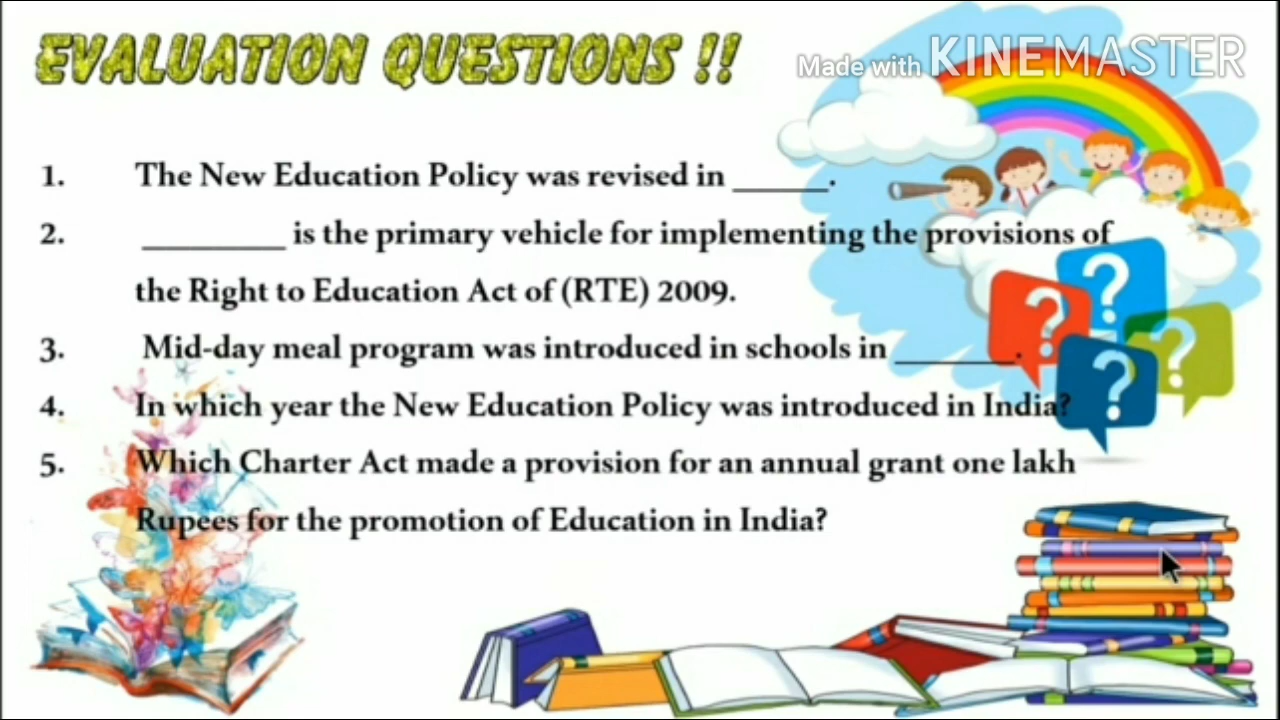 EVALUATION QUESTIONS !!
Made with KINEMASTER
1. The New Education Policy was revised in ______.
2. _________ is the primary vehicle for implementing the provisions of
the Right to Education Act of (RTE) 2009.
3. Mid-day meal program was introduced in schools in ________.
4. In which year the New Education Policy was introduced in India?
5. Which Charter Act made a provision for an annual grant one lakh
Rupees for the promotion of Education in India?